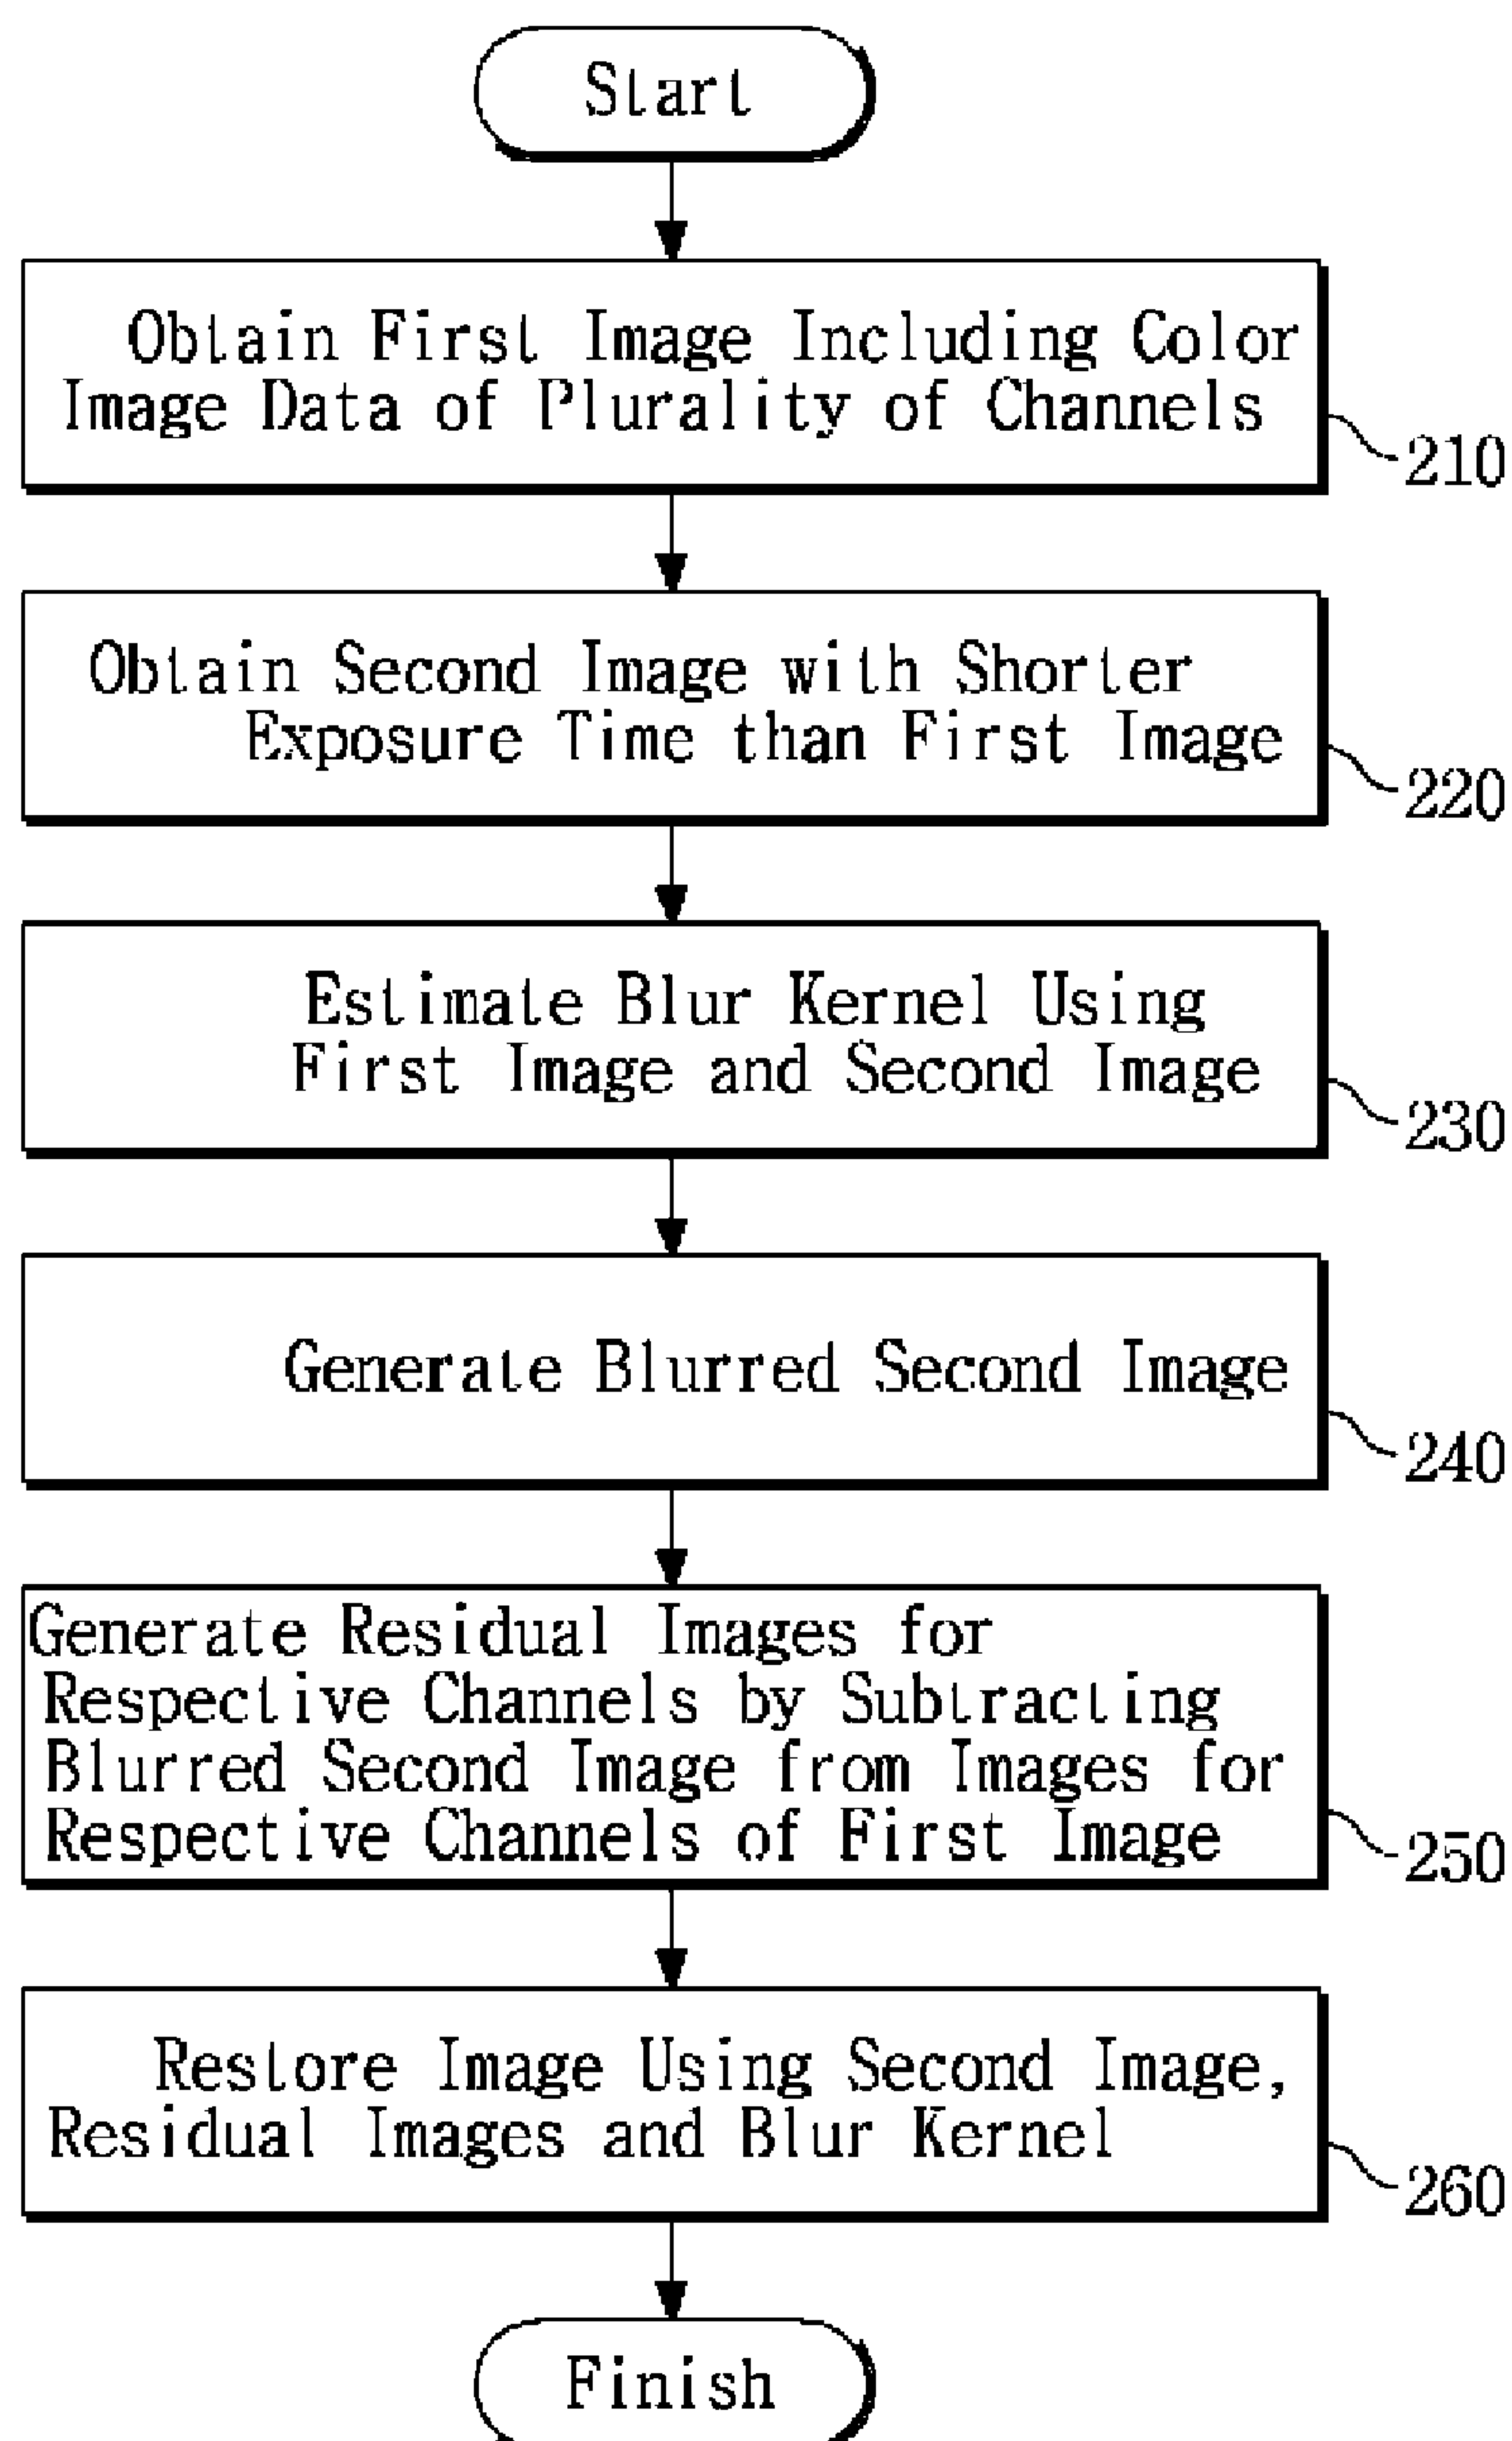 Start
Obtain First Image Including Color
Image Data of Plurality of Channels
210
Obtain Second Image with Shorter
Exposure Time than First Image
220
Estimate Blur Kernel Using
First Image and Second Image
230
Generate Blurred Second Image
240
Generate Residual Images for
Respective Channels by Subtracting
Blurred Second Image from Images for
Respective Channels of First Image
250
Restore Image Using Second Image,
Residual Images and Blur Kernel
260
Finish